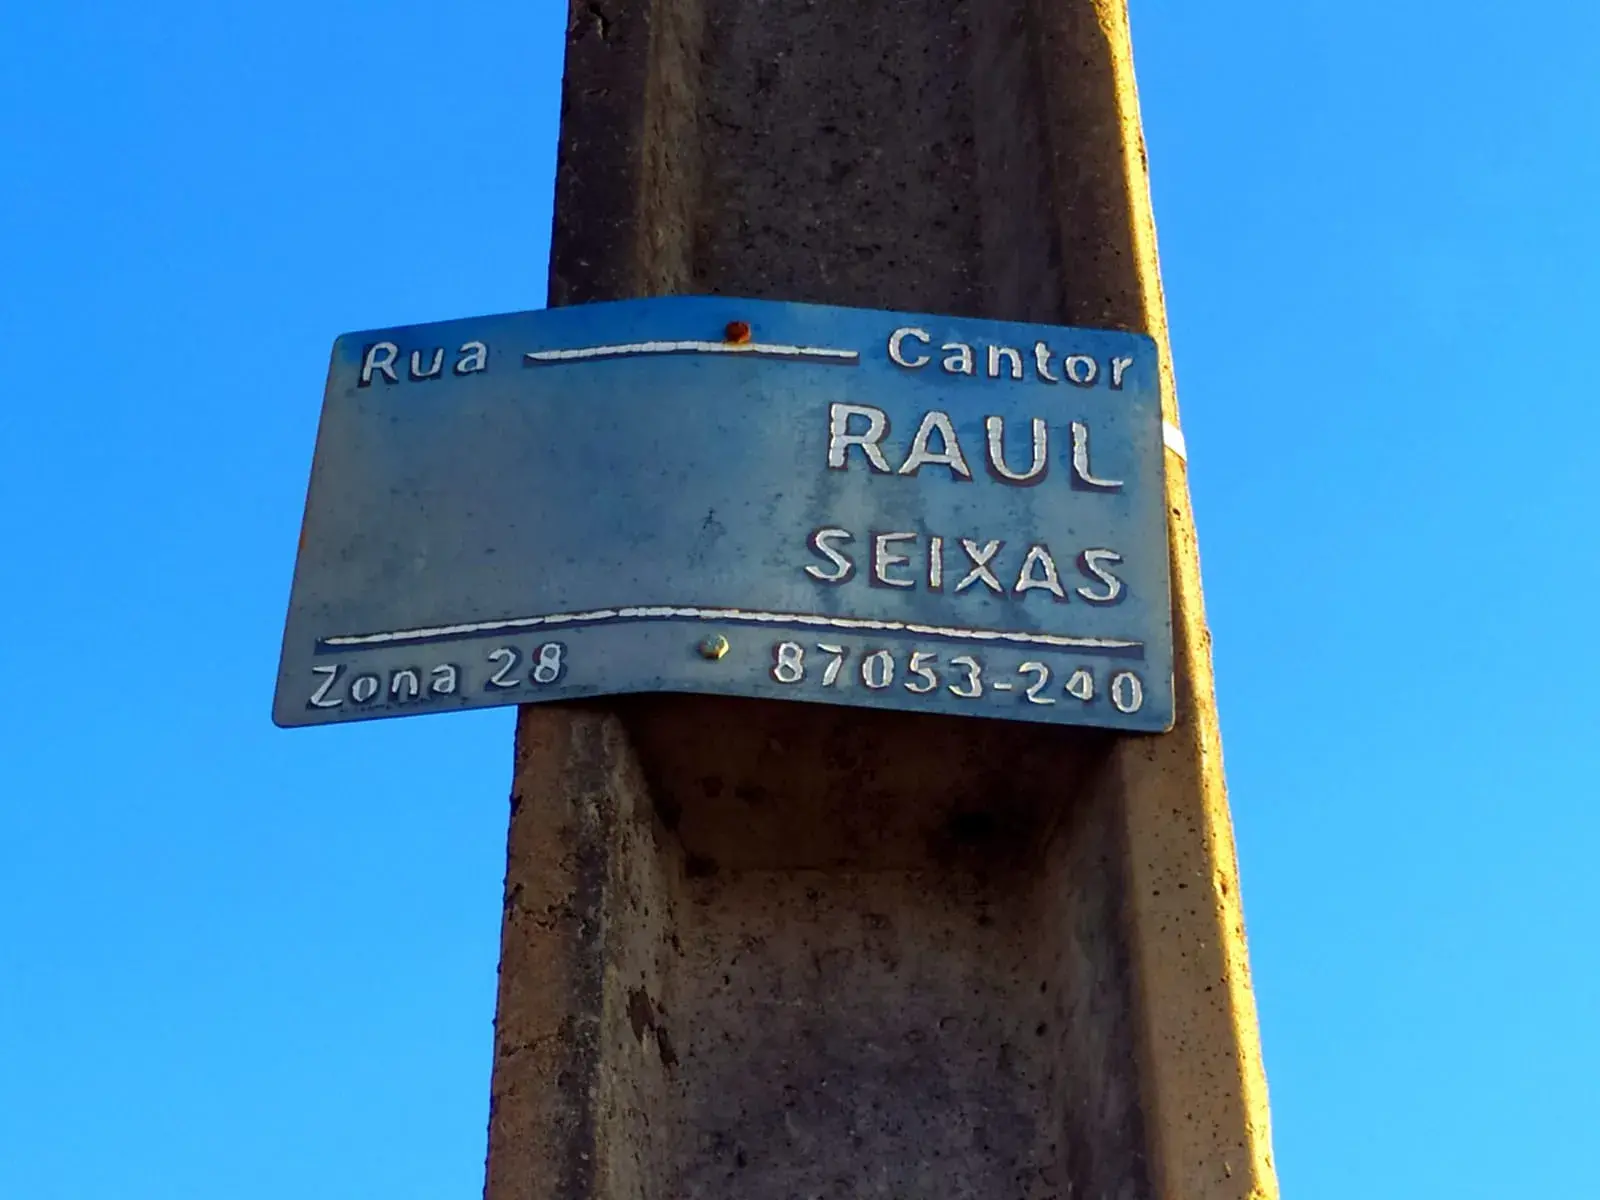 Rua Cantor
RAUL
SEIXAS
Zona 28 87053-240